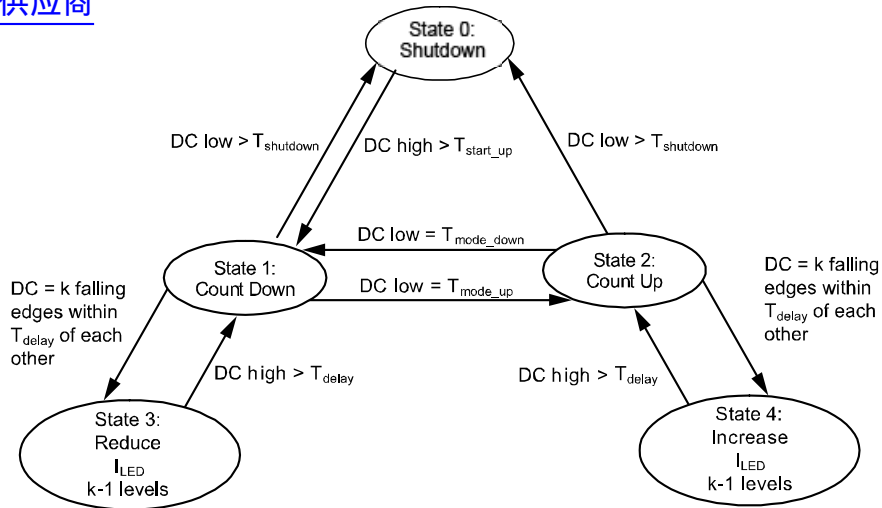 供应商
State 0:
Shutdown
DC low > Tshutdown
DC high > Tstart_up
DC low > Tshutdown
DC low = Tmode_down
DC low = Tmode_up
State 1:
Count Down
State 2:
Count Up
DC = k falling
edges within
Tdelay of each
other
DC = k falling
edges within
Tdelay of each
other
DC high > Tdelay
DC high > Tdelay
State 3:
Reduce
ILED
k-1 levels
State 4:
Increase
ILED
k-1 levels